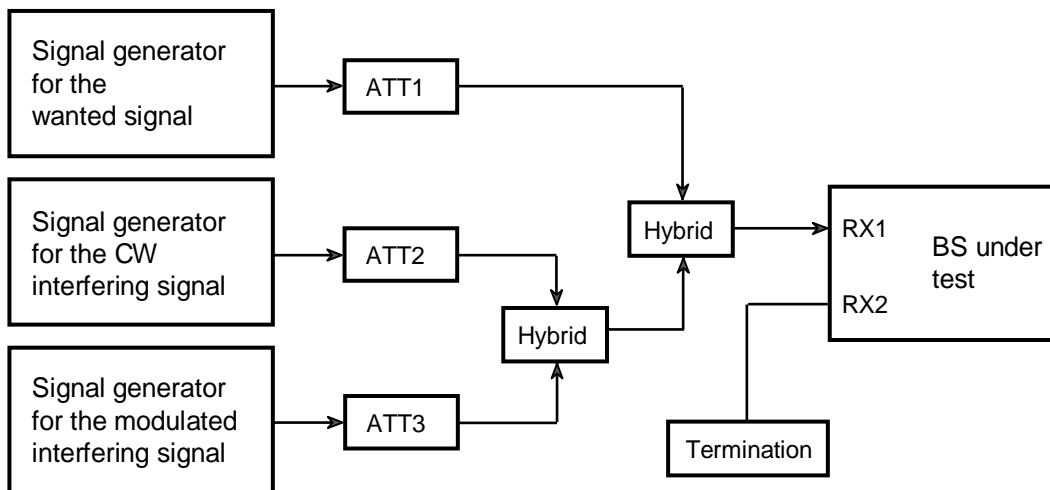 Signal generator
for the
wanted signal
ATT1
Signal generator
for the CW
interfering signal
ATT2
Hybrid
Hybrid
Signal generator
for the modulated
interfering signal
ATT3
RX1
BS under
test
RX2
Termination